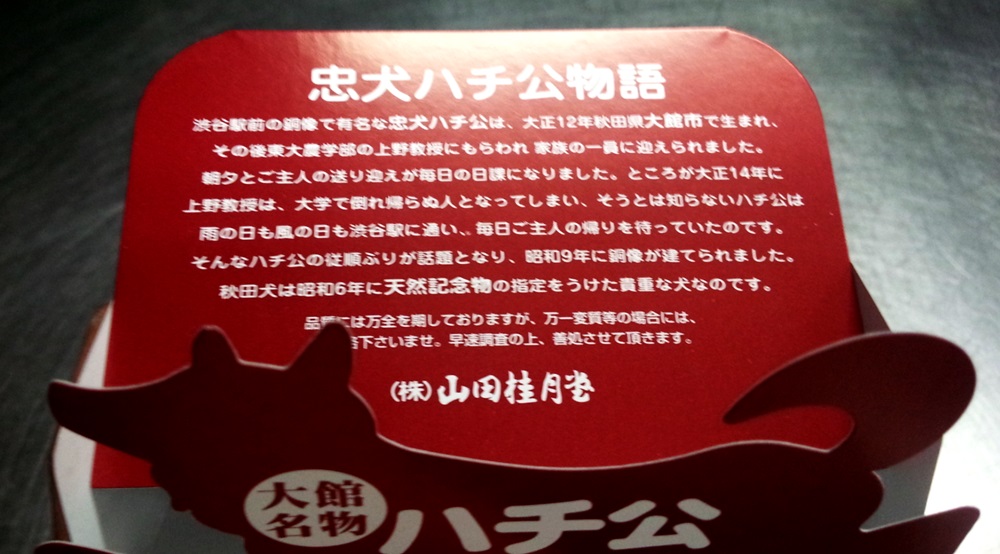 忠犬ハチ公物語
渋谷駅前の銅像で有名な忠犬ハチ公は、大正12年秋田県大館市で生まれ、
その後東大農学部の上野教授にもらわれ 家族の一員に迎えられました。
朝夕とご主人の送り迎えが毎日の日課になりました。ところが大正14年に
上野教授は、大学で倒れ帰らぬ人となってしまい、そうとは知らないハチ公は
雨の日も風の日も渋谷駅に通い、毎日ご主人の帰りを待っていたのです。
そんなハチ公の従順ぶりが話題となり、昭和9年に銅像が建てられました。
秋田犬は昭和6年に天然記念物の指定をうけた貴重な犬なのです。
品質には万全を期しておりますが、万一変質等の場合には、
下さいませ。早速調査の上、善処させて頂きます。
(株)山田桂月堂
大館
名物
ハチ公